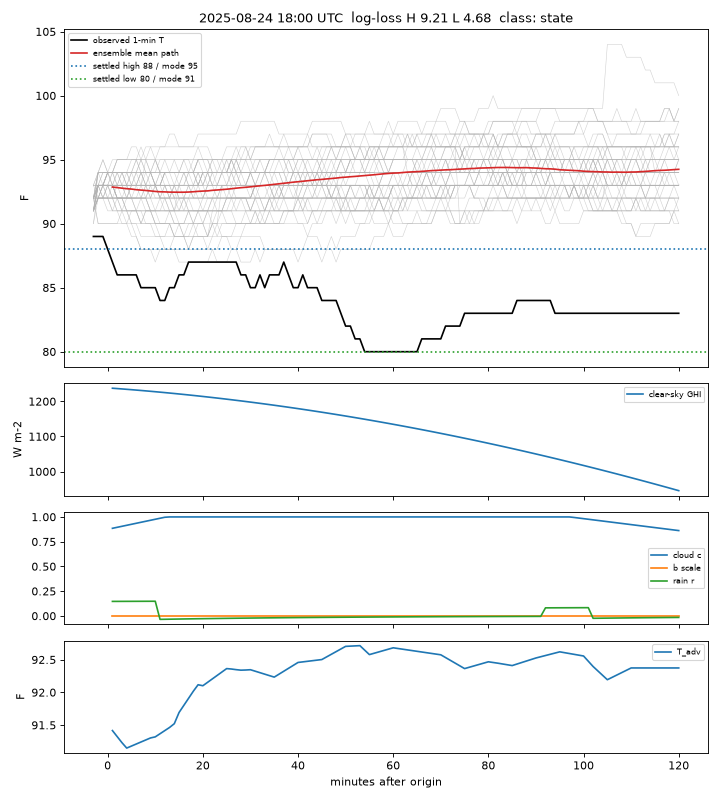 2025-08-24 18:00 UTC  log-loss H 9.21 L 4.68  class: state
observed 1-min T
ensemble mean path
settled high 88 / mode 95
settled low 80 / mode 91
105
100
95
90
85
80
F
clear-sky GHI
1200
1100
1000
W m-2
1.00
0.75
0.50
0.25
0.00
cloud c
b scale
rain r
T_adv
92.5
92.0
91.5
F
0
20
40
60
80
100
120
minutes after origin